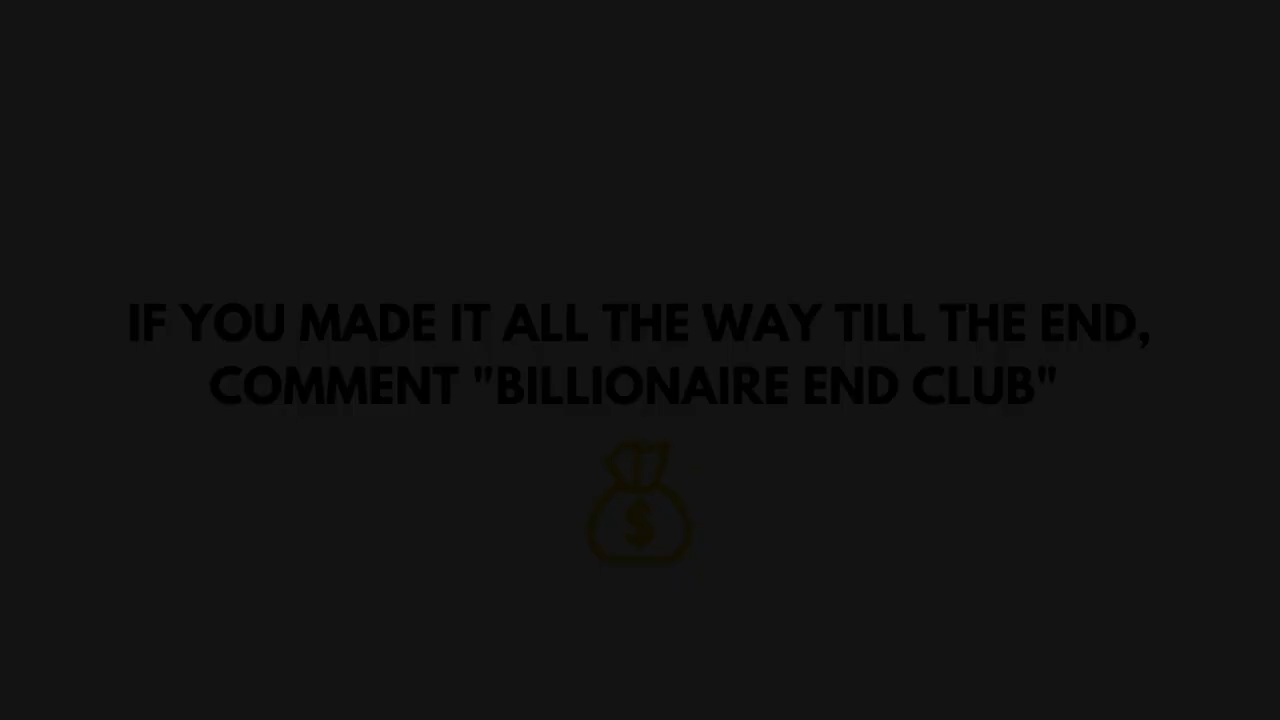 IF YOU MADE IT ALL THE WAY TILL THE END,
COMMENT "BILLIONAIRE END CLUB"
$